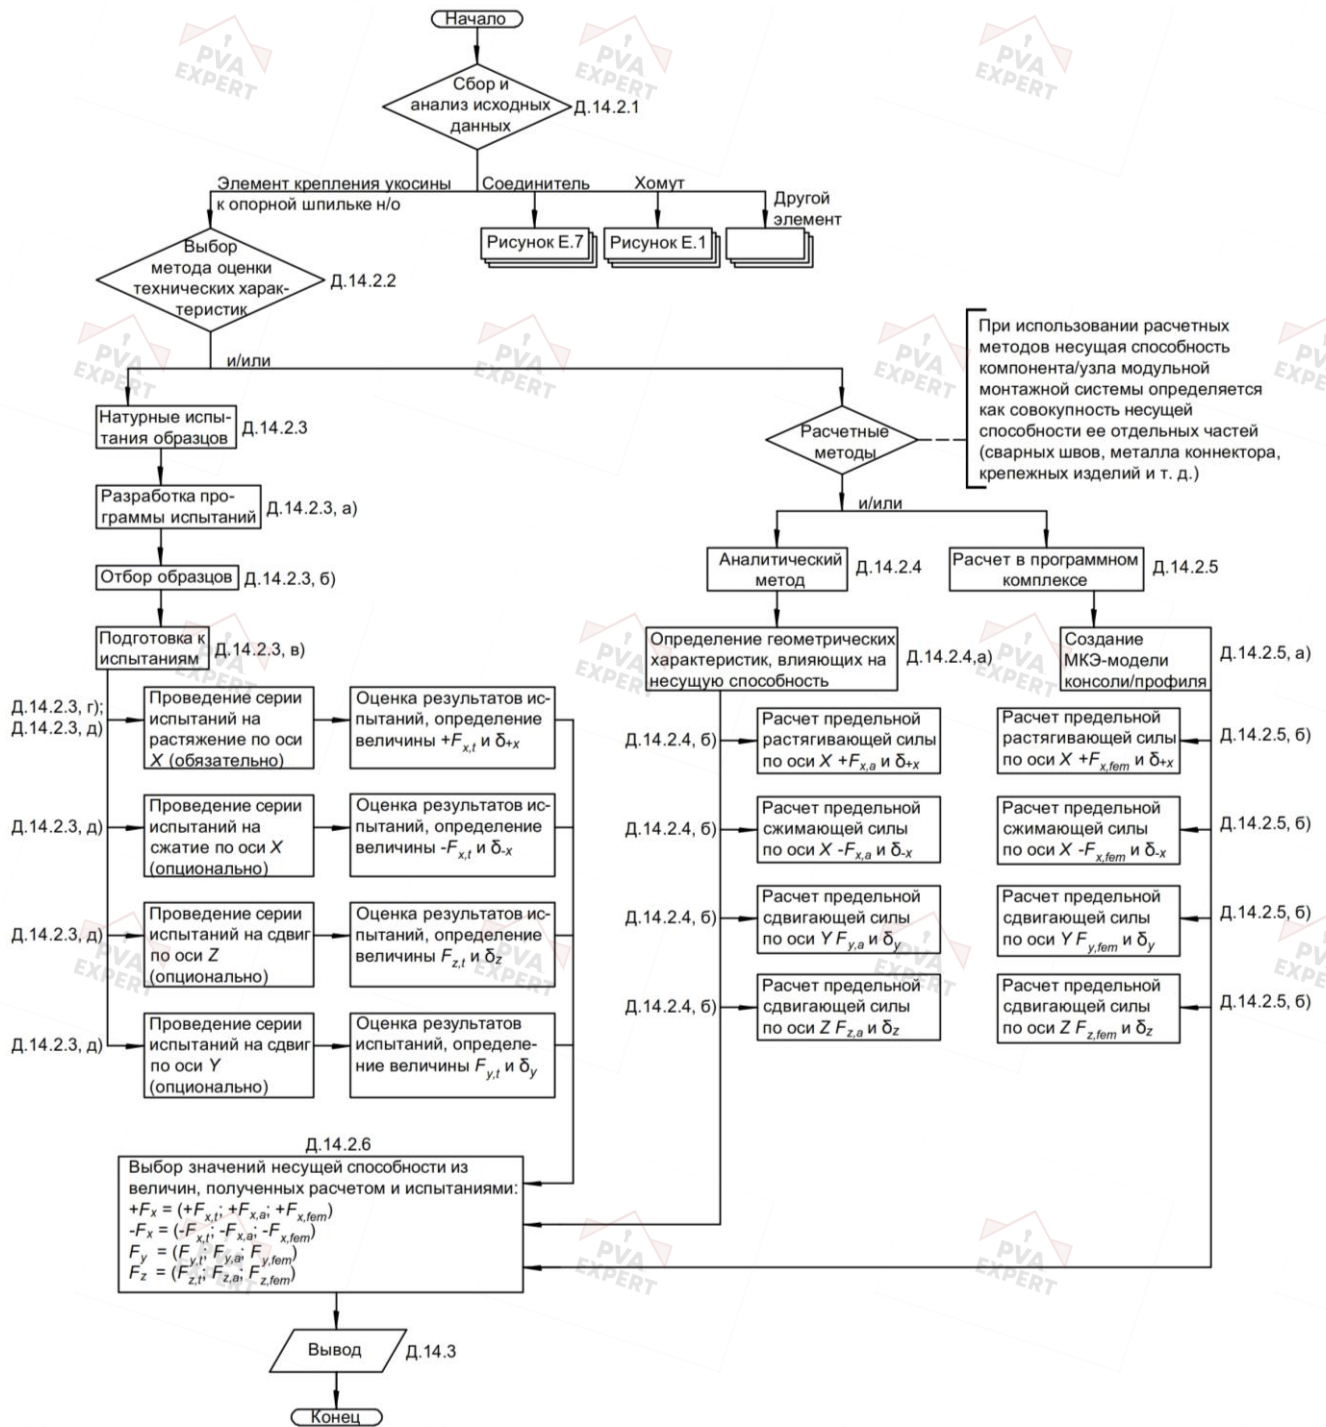 Начало
Сбор и
анализ исходных
данных
Д.14.2.1
Элемент крепления укосины
к опорной шпильке н/о
Соединитель
Хомут
Другой
элемент
Рисунок Е.7
Рисунок Е.1
Выбор
метода оценки
технических харак-
теристик
Д.14.2.2
и/или
При использовании расчетных
методов несущая способность
компонента/узла модульной
монтажной системы определяется
как совокупность несущей
способности ее отдельных частей
(сварных швов, металла коннектора,
крепежных изделий и т. д.)
Натурные испы-
тания образцов
Д.14.2.3
Расчетные
методы
Разработка про-
граммы испытаний
Д.14.2.3, а)
и/или
Отбор образцов
Д.14.2.3, б)
Аналитический
метод
Д.14.2.4
Расчет в программном
комплексе
Д.14.2.5
Подготовка к
испытаниям
Д.14.2.3, в)
Определение геометрических
характеристик, влияющих на
несущую способность
Д.14.2.4,а)
Создание
МКЭ-модели
консоли/профиля
Д.14.2.5, а)
Д.14.2.3, г);
Д.14.2.3, д)
Проведение серии
испытаний на
растяжение по оси
X (обязательно)
Оценка результатов ис-
пытаний, определение
величины +Fx,t и δ+x
Д.14.2.4, б)
Расчет предельной
растягивающей силы
по оси X +Fx,a и δ+x
Расчет предельной
растягивающей силы
по оси X +Fx,fem и δ+x
Д.14.2.5, б)
Д.14.2.3, д)
Проведение серии
испытаний на
сжатие по оси X
(опционально)
Оценка результатов ис-
пытаний, определение
величины -Fx,t и δ-x
Д.14.2.4, б)
Расчет предельной
сжимающей силы
по оси X -Fx,a и δ-x
Расчет предельной
сжимающей силы
по оси X -Fx,fem и δ-x
Д.14.2.5, б)
Д.14.2.3, д)
Проведение серии
испытаний на сдвиг
по оси Z
(опционально)
Оценка результатов ис-
пытаний, определение
величины Fz,t и δz
Д.14.2.4, б)
Расчет предельной
сдвигающей силы
по оси Y Fy,a и δy
Расчет предельной
сдвигающей силы
по оси Y Fy,fem и δy
Д.14.2.5, б)
Д.14.2.3, д)
Проведение серии
испытаний на сдвиг
по оси Y
(опционально)
Оценка результатов
испытаний, определе-
ние величины Fy,t и δy
Д.14.2.4, б)
Расчет предельной
сдвигающей силы
по оси Z Fz,a и δz
Расчет предельной
сдвигающей силы
по оси Z Fz,fem и δz
Д.14.2.5, б)
Д.14.2.6
Выбор значений несущей способности из
величин, полученных расчетом и испытаниями:
+Fx = (+Fx,t; +Fx,a; +Fx,fem)
-Fx = (-Fx,t; -Fx,a; -Fx,fem)
Fy = (Fy,t; Fy,a; Fy,fem)
Fz = (Fz,t; Fz,a; Fz,fem)
Вывод
Д.14.3
Конец
PVA
EXPERT